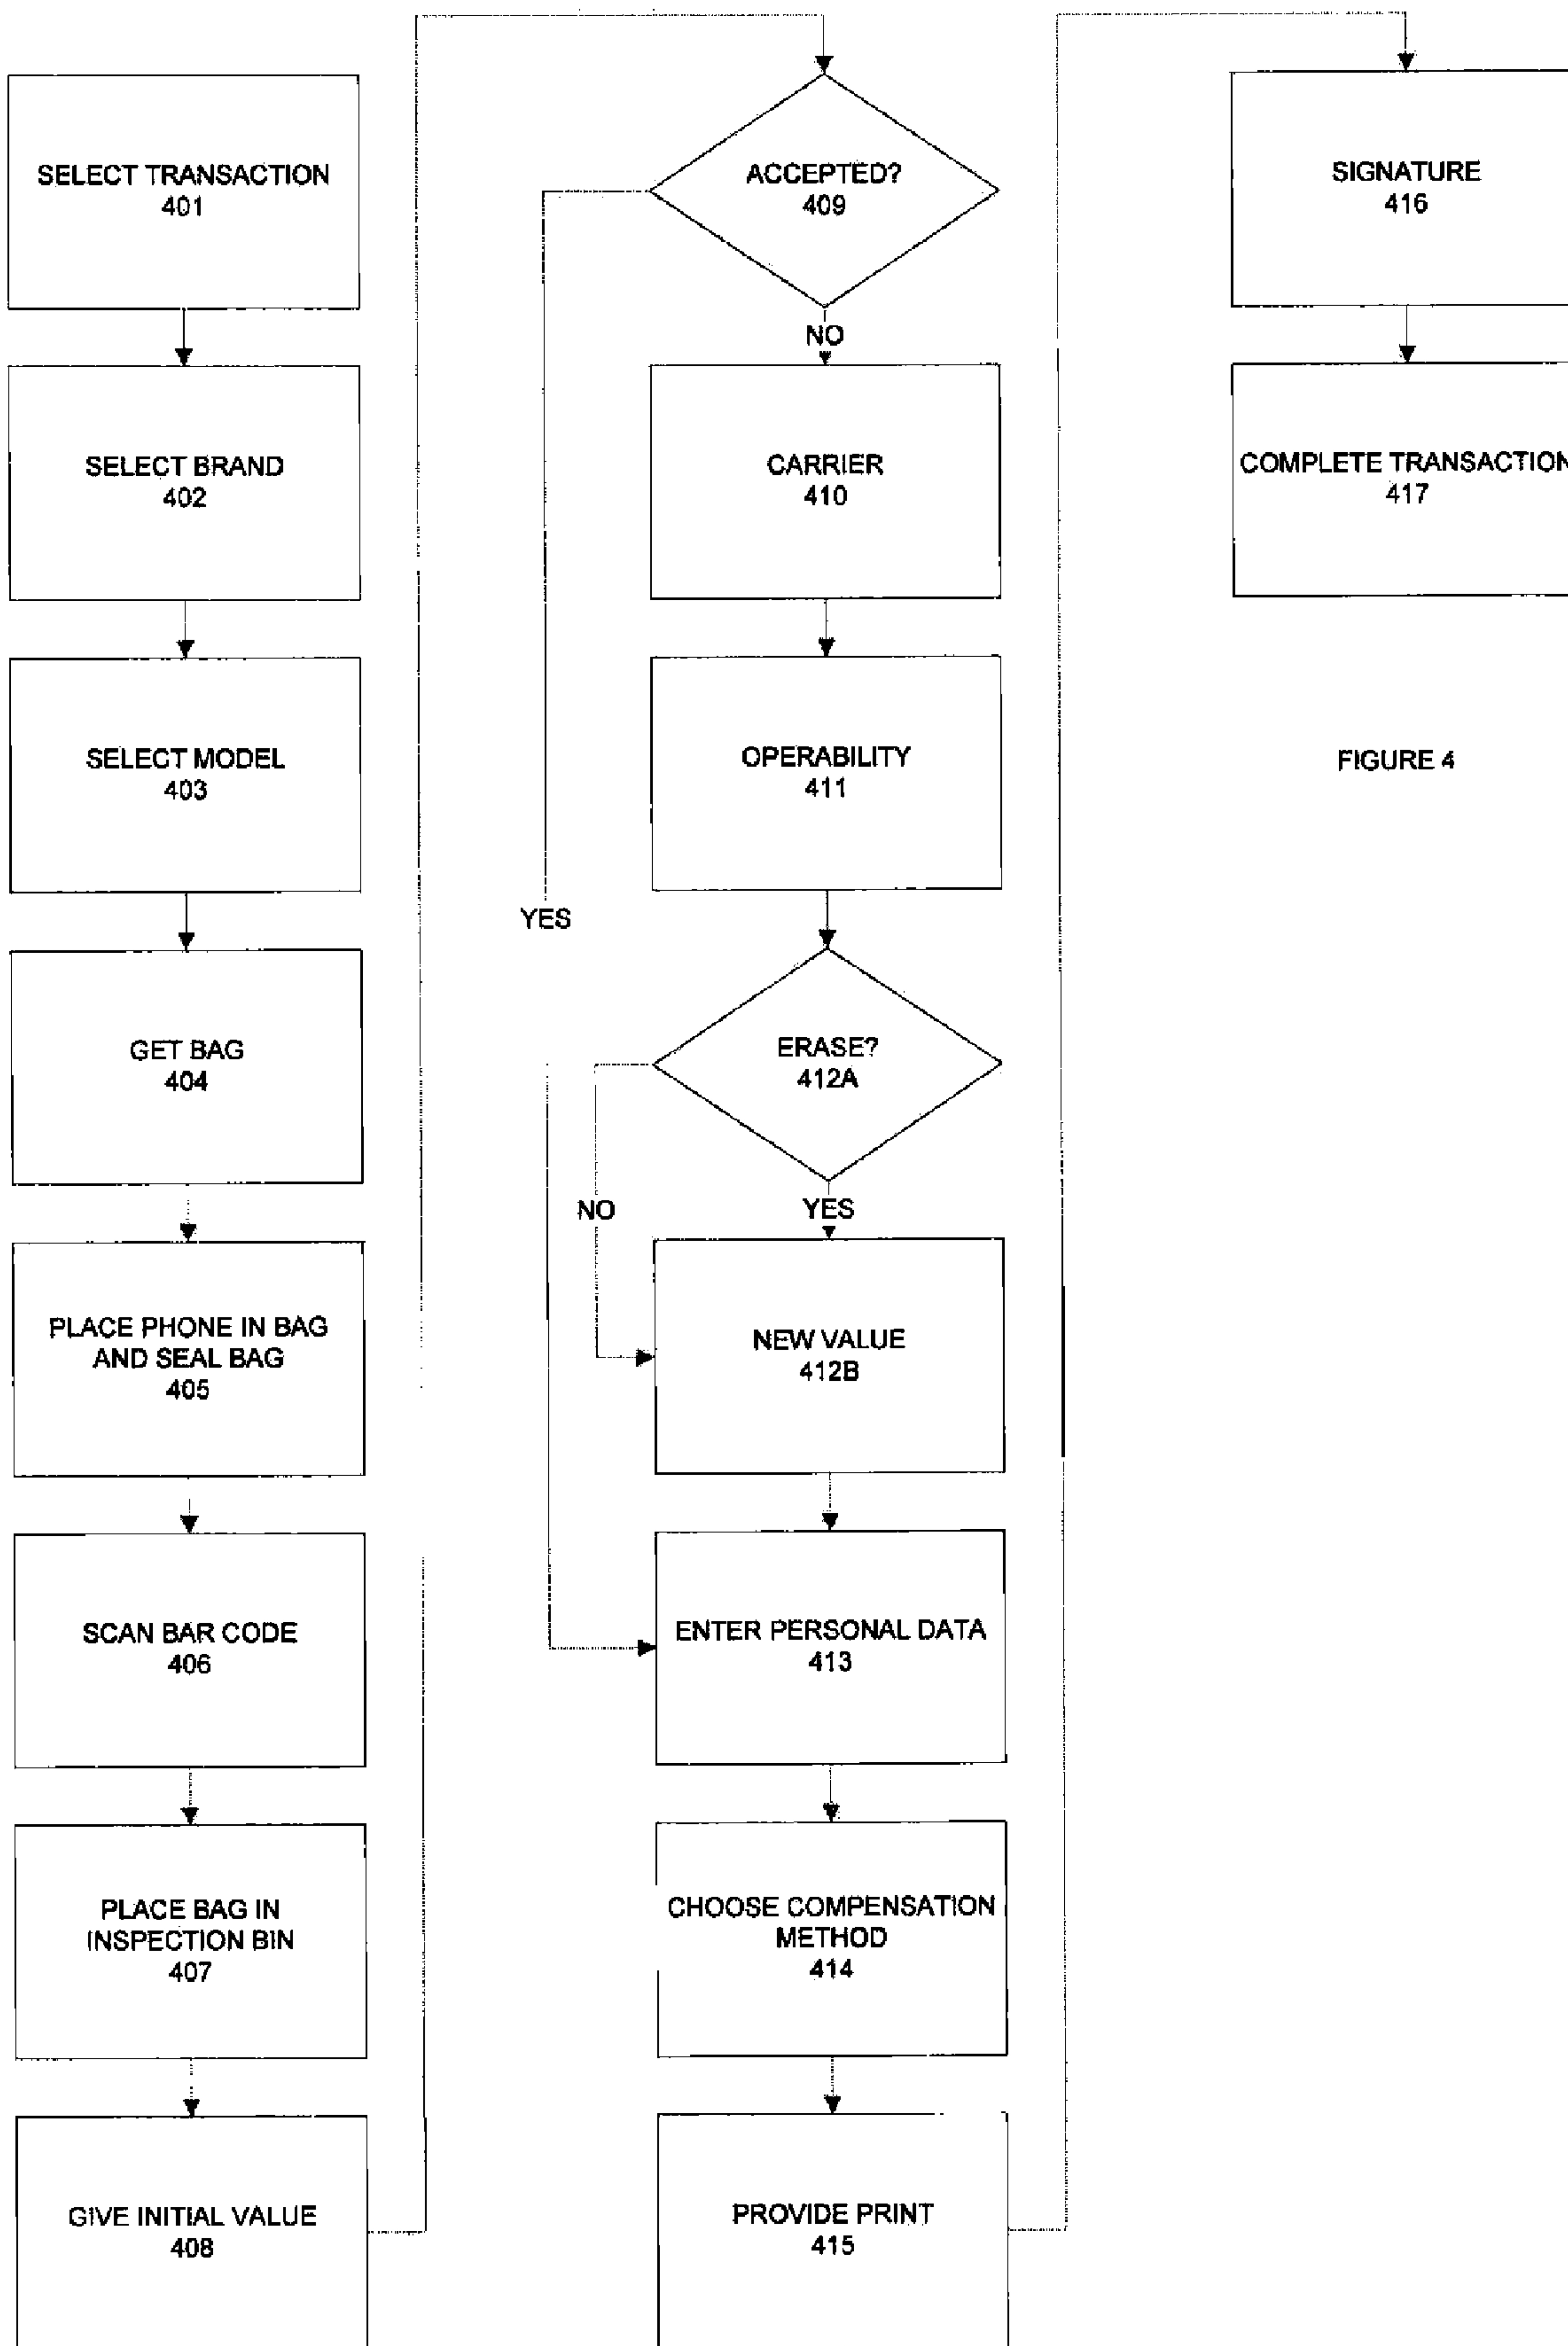 SELECT TRANSACTION
401
SELECT BRAND
402
SELECT MODEL
403
GET BAG
404
PLACE PHONE IN BAG
AND SEAL BAG
405
SCAN BAR CODE
406
PLACE BAG IN
INSPECTION BIN
407
GIVE INITIAL VALUE
408
ACCEPTED?
409
NO
YES
CARRIER
410
OPERABILITY
411
ERASE?
412A
NO
YES
NEW VALUE
412B
ENTER PERSONAL DATA
413
CHOOSE COMPENSATION
METHOD
414
PROVIDE PRINT
415
SIGNATURE
416
COMPLETE TRANSACTION
417
FIGURE 4